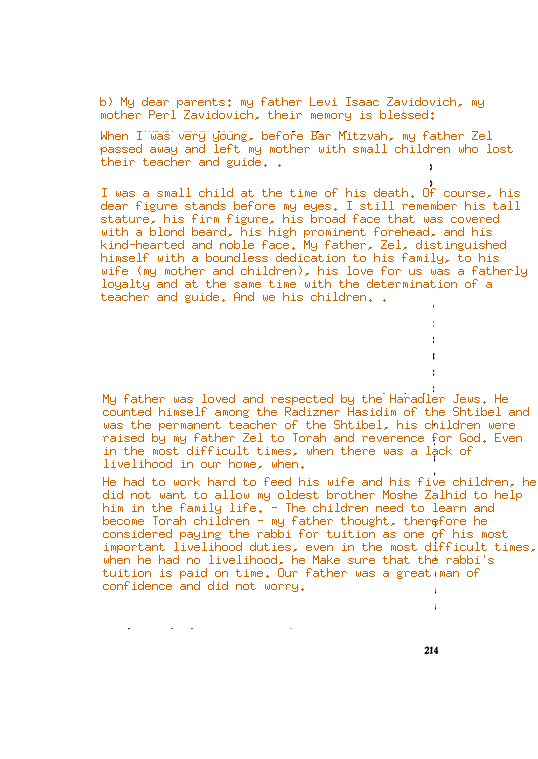 b) My dear parents: my father Levi Isaac Zavidovich, my
mother Perl Zavidovich, their memory is blessed:
When I was very young, before Bar Mitzvah, my father Zel
passed away and left my mother with small children who lost
their teacher and guide. .
I was a small child at the time of his death. Of course, his
dear figure stands before my eyes. I still remember his tall
stature, his firm figure, his broad face that was covered
with a blond beard, his high prominent forehead, and his
kind-hearted and noble face. My father, Zel, distinguished
himself with a boundless dedication to his family, to his
wife (my mother and children), his love for us was a fatherly
loyalty and at the same time with the determination of a
teacher and guide. And we his children. .
My father was loved and respected by the Haradler Jews. He
counted himself among the Radizner Hasidim of the Shtibel and
was the permanent teacher of the Shtibel, his children were
raised by my father Zel to Torah and reverence for God. Even
in the most difficult times, when there was a lack of
livelihood in our home, when.
He had to work hard to feed his wife and his five children, he
did not want to allow my oldest brother Moshe Zalhid to help
him in the family life. - The children need to learn and
become Torah children - my father thought, therefore he
considered paying the rabbi for tuition as one of his most
important livelihood duties, even in the most difficult times,
when he had no livelihood, he Make sure that the rabbi's
tuition is paid on time. Our father was a great man of
confidence and did not worry.
214